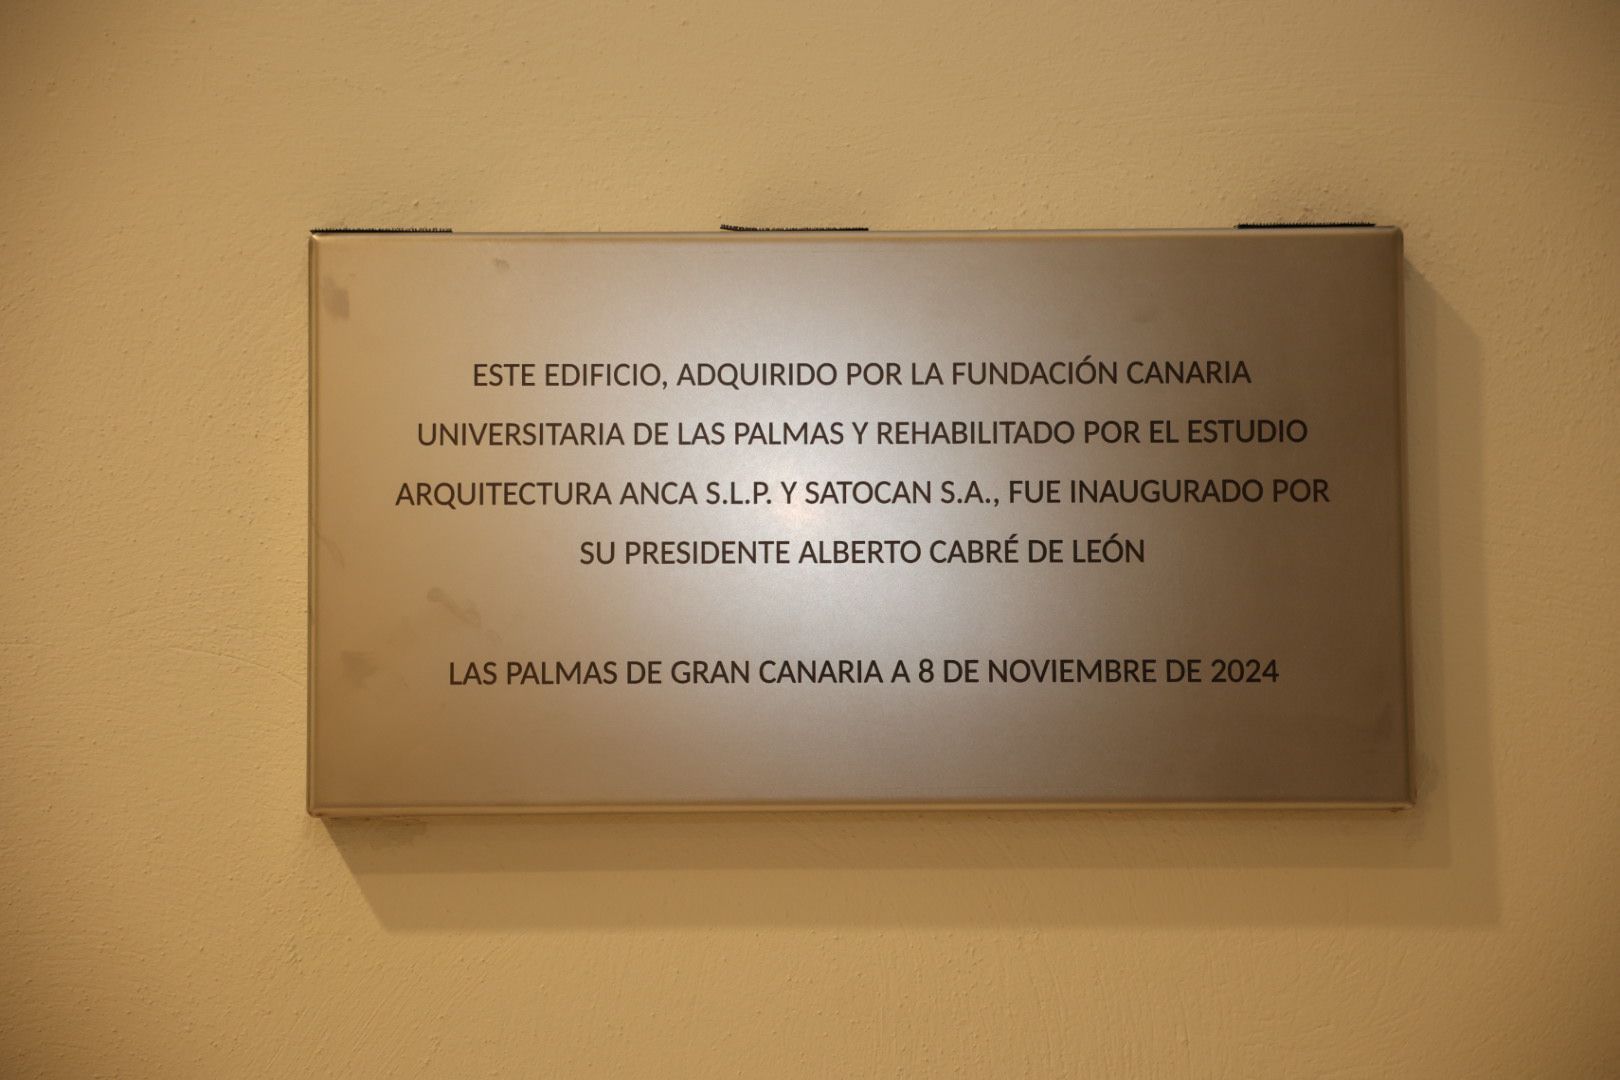 ESTE EDIFICIO, ADQUIRIDO POR LA FUNDACIÓN CANARIA
UNIVERSITARIA DE LAS PALMAS Y REHABILITADO POR EL ESTUDIO
ARQUITECTURA ANCA S.L.P. Y SATOCAN S.A., FUE INAUGURADO POR
SU PRESIDENTE ALBERTO CABRÉ DE LEÓN
LAS PALMAS DE GRAN CANARIA A 8 DE NOVIEMBRE DE 2024